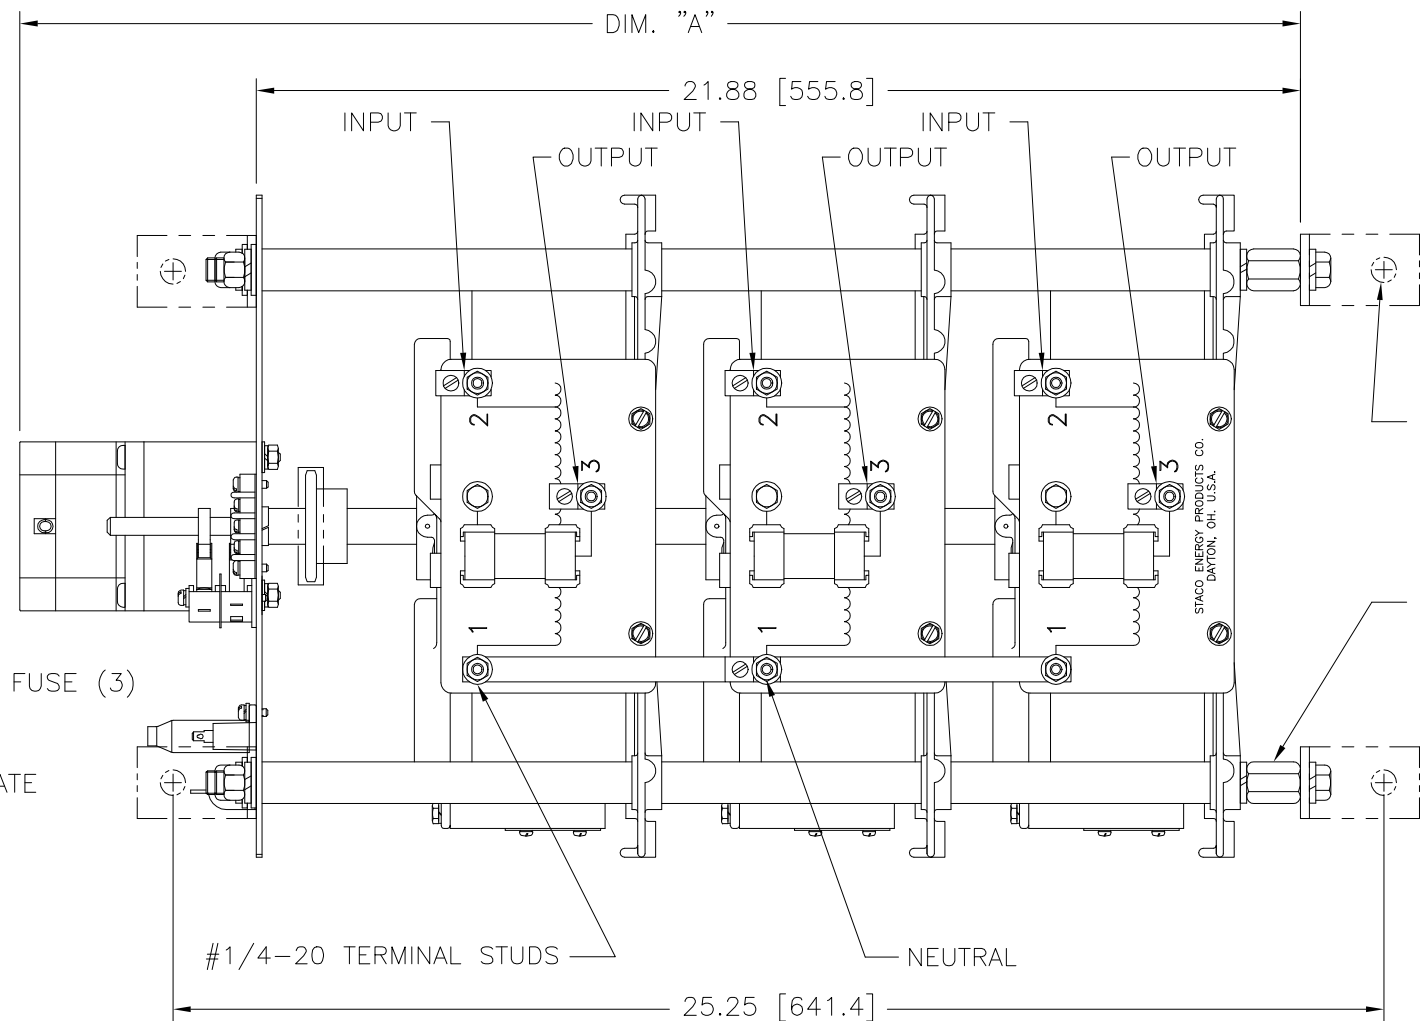 DIM. "A"
21.88 [555.8]
INPUT
INPUT
INPUT
OUTPUT
OUTPUT
OUTPUT
2
2
2
3
3
3
STACO ENERGY PRODUCTS CO.
DAYTON, OH. U.S.A.
1
1
1
FUSE (3)
ATE
#1/4-20 TERMINAL STUDS
NEUTRAL
25.25 [641.4]